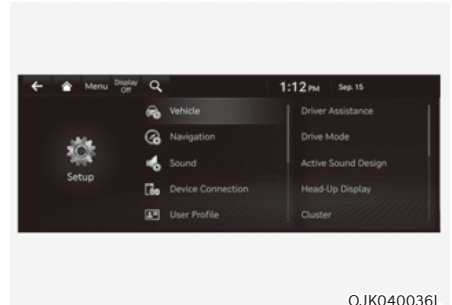 Menu Display Off 1:12 PM Sep. 15
Vehicle Driver Assistance
Navigation Drive Mode
Setup Sound Active Sound Design
Device Connection Head-Up Display
User Profile Cluster
OJK040036L